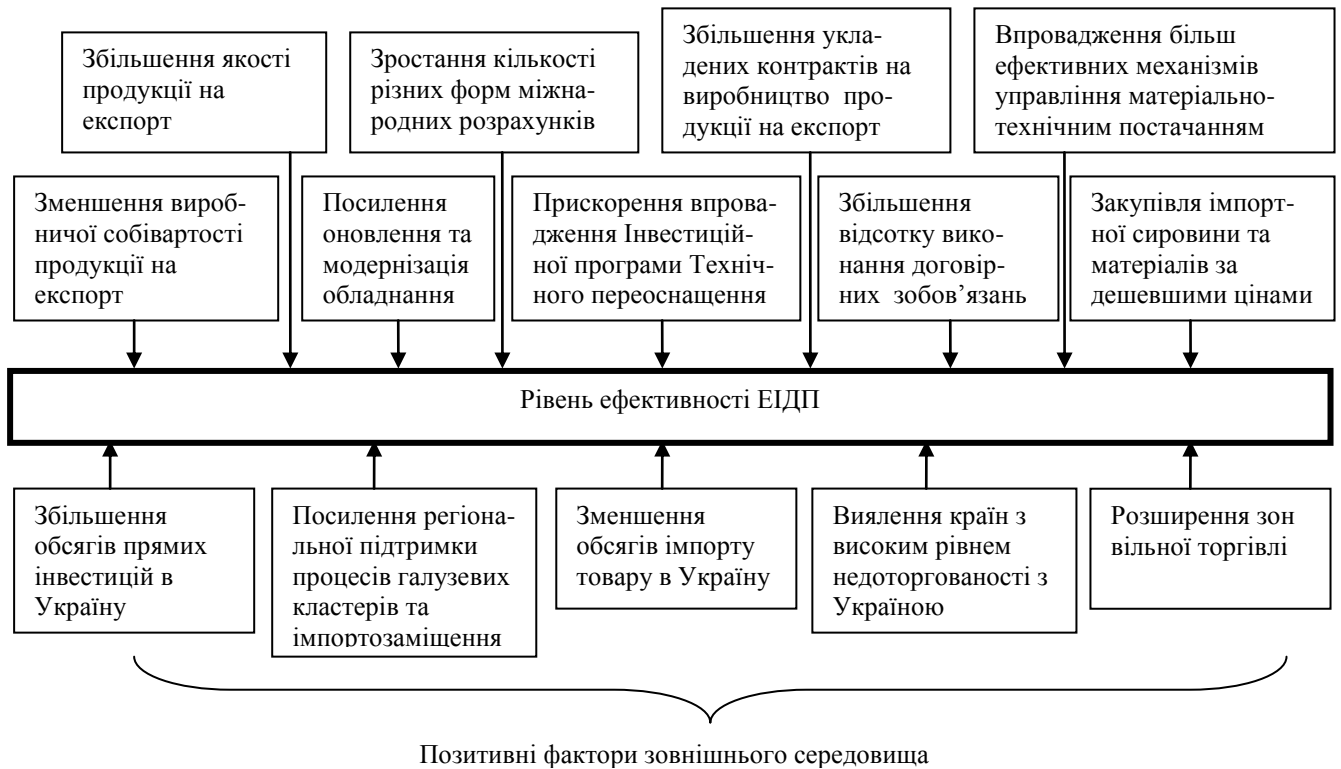 Збільшення якості
продукції на
експорт
Зростання кількості
різних форм міжна-
родних розрахунків
Збільшення укла-
дених контрактів на
виробництво про-
дукції на експорт
Впровадження більш
ефективних механізмів
управління матеріально-
технічним постачанням
Зменшення вироб-
ничої собівартості
продукції на
експорт
Посилення
оновлення та
модернізація
обладнання
Прискорення впрова-
дження Інвестицій-
ної програми Техніч-
ного переоснащення
Збільшення
відсотку вико-
нання договір-
них зобов’язань
Закупівля імпорт-
ної сировини та
матеріалів за
дешевшими цінами
Рівень ефективності ЕІДП
Збільшення
обсягів прямих
інвестицій в
Україну
Посилення регіона-
льної підтримки
процесів галузевих
кластерів та
імпортозаміщення
Зменшення
обсягів імпорту
товару в Україну
Виялення країн з
високим рівнем
недоторгованості з
Україною
Розширення зон
вільної торгівлі
Позитивні фактори зовнішнього середовища